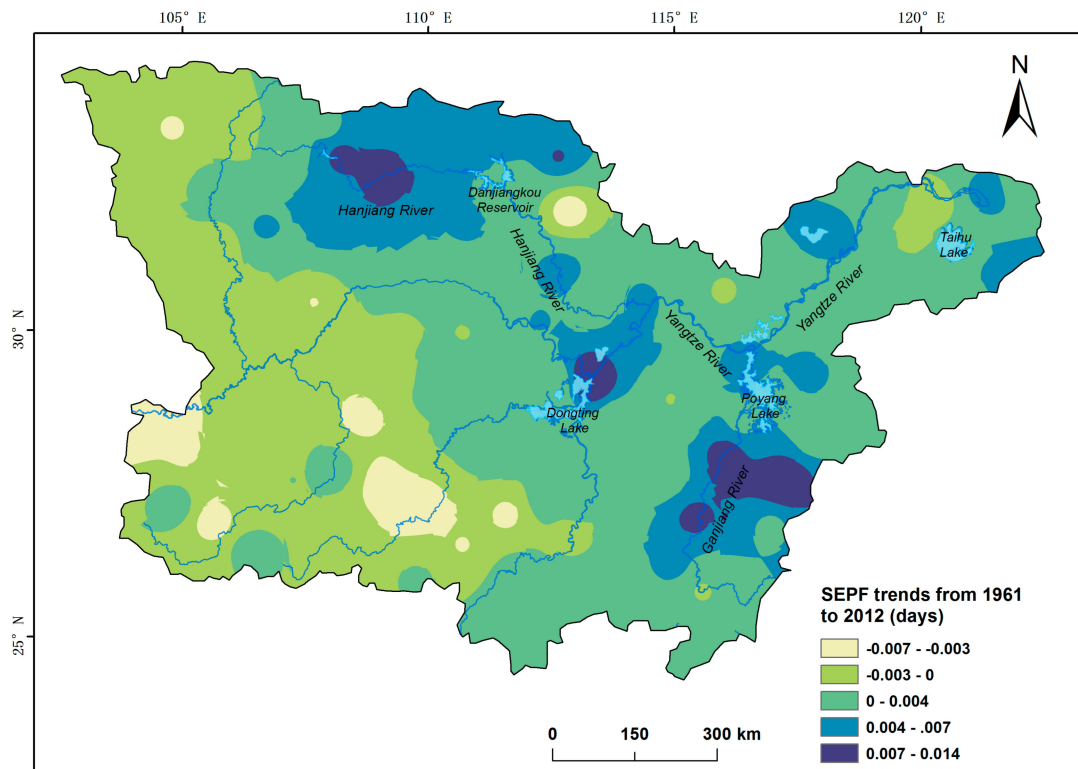 105° E 110° E 115° E 120° E
N
Danjiangkou
Reservoir
Hanjiang River
Hanjiang River
Taihu
Lake
Yangtze River
30° N
Yangtze River
Poyang
Lake
Dongting
Lake
Ganjiang River
25° N
SEPF trends from 1961
to 2012 (days)
-0.007 - -0.003
-0.003 - 0
0 - 0.004
0.004 - .007
0.007 - 0.014
0 150 300 km